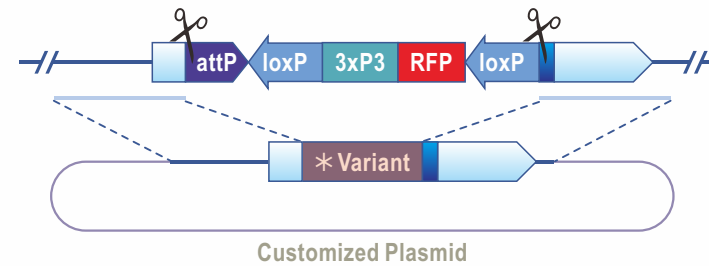 attP loxP 3xP3 RFP loxP
＊Variant
Customized Plasmid